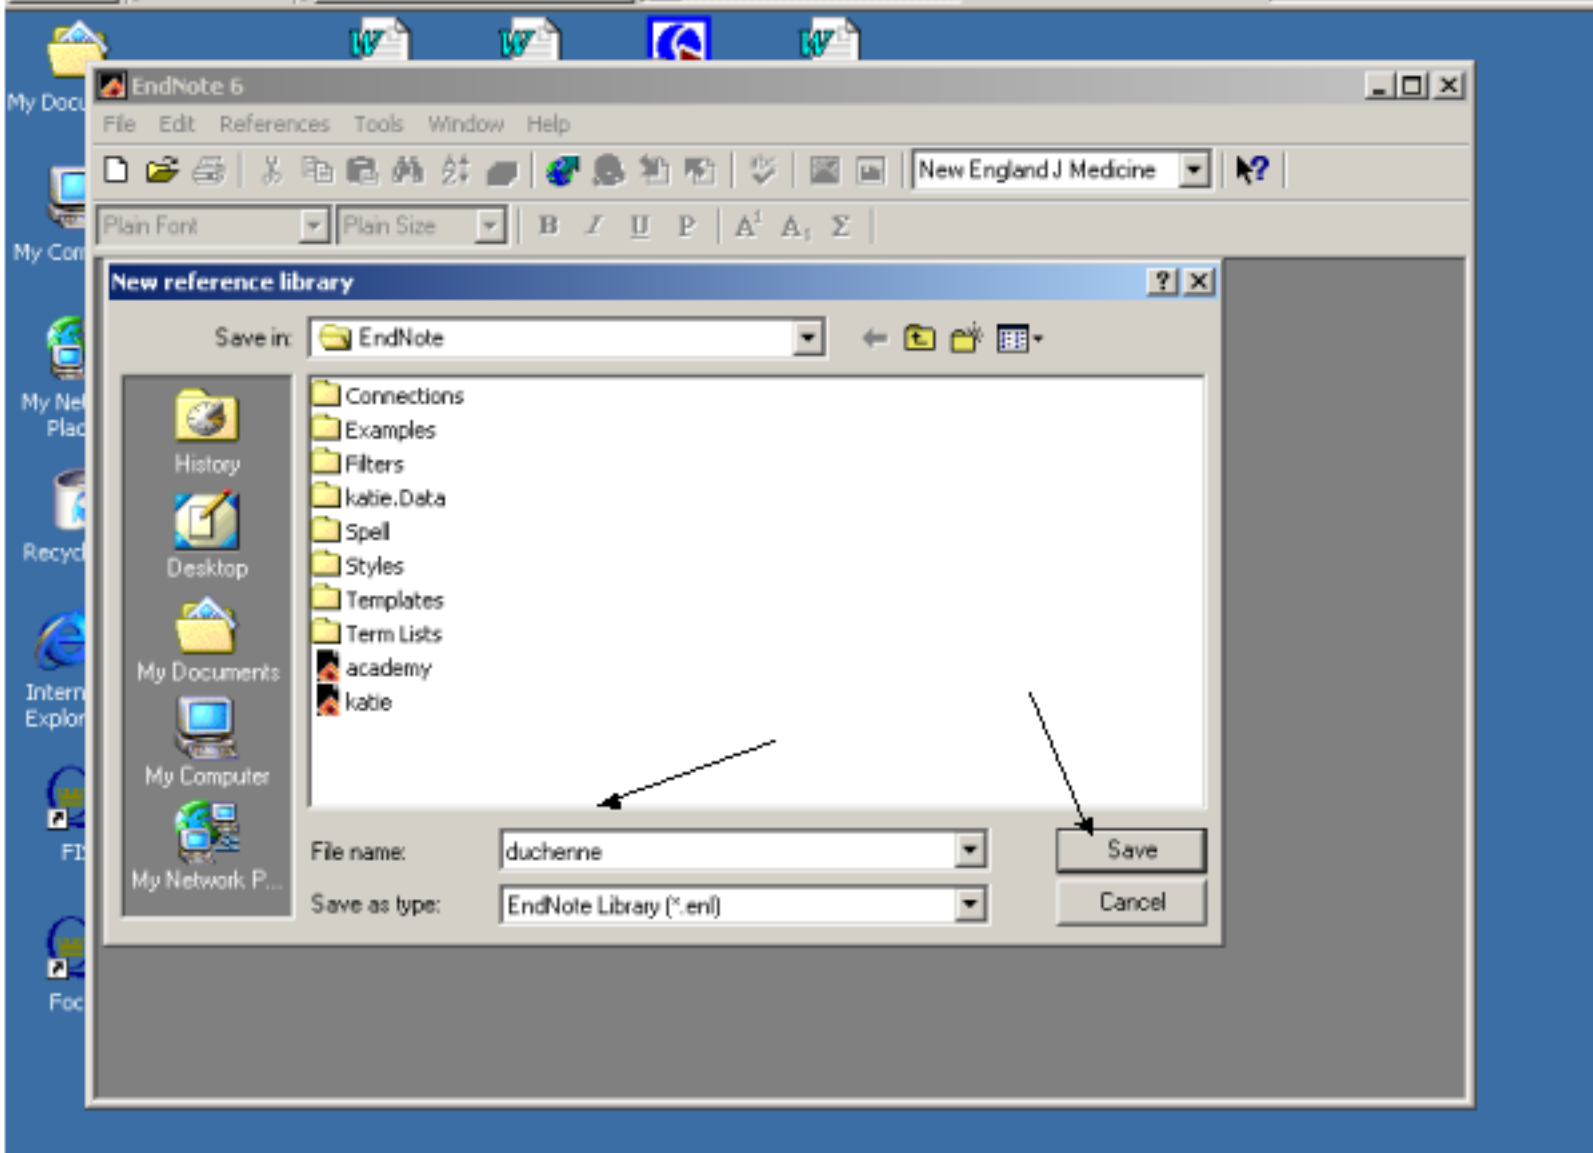 My Docu
EndNote 6
File Edit References Tools Window Help
New England J Medicine
Plain Font Plain Size B I U P A¹ A₁ Σ
My Com
New reference library
Save in: EndNote
Connections
Examples
Filters
katie.Data
Spell
Styles
Templates
Term Lists
academy
katie
History
Desktop
My Documents
My Computer
My Network P...
My Net
Plac
Recycl
Intern
Explor
FI
Foc
File name: duchenne
Save
Save as type: EndNote Library (*.enl)
Cancel